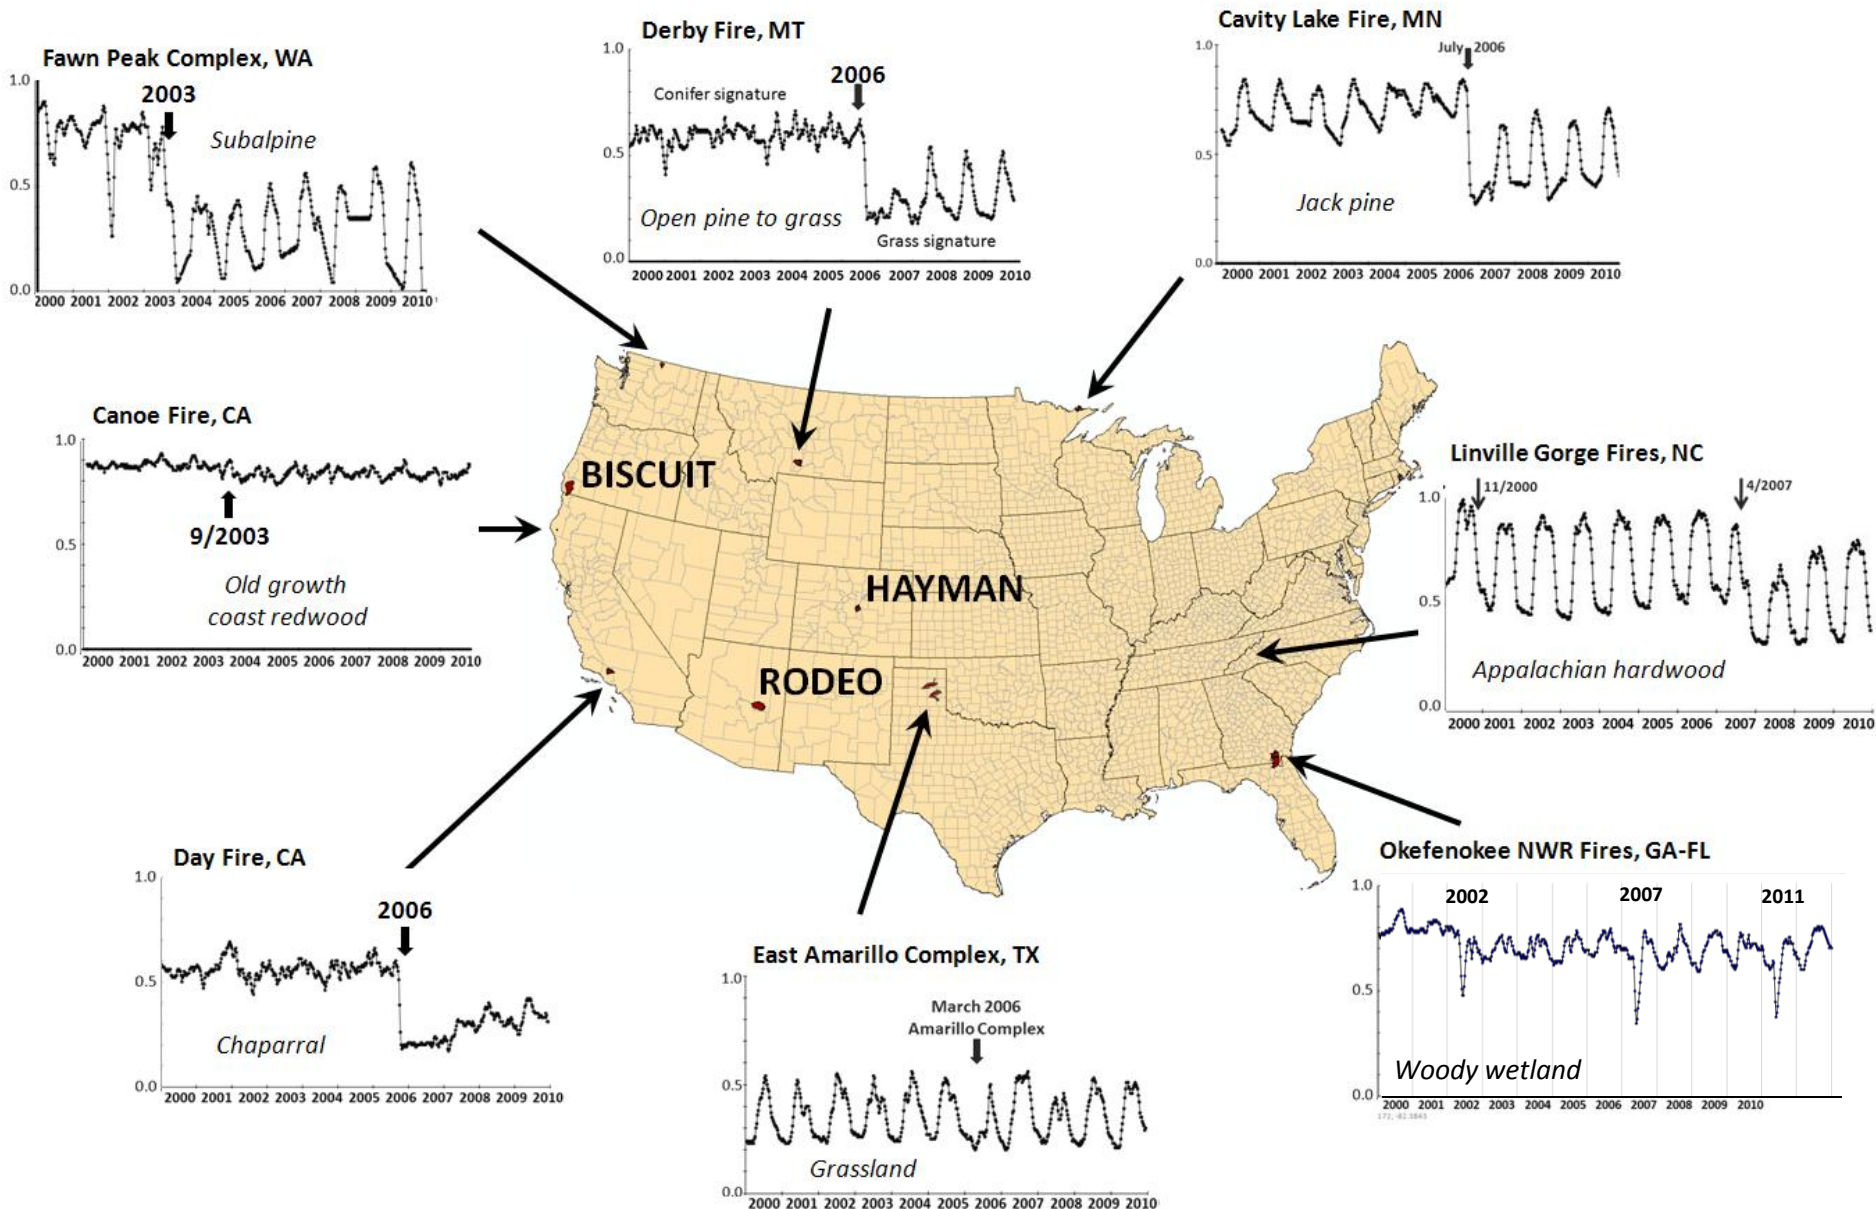 Fawn Peak Complex, WA
1.0
2003
Subalpine
0.5
0.0
2000 2001 2002 2003 2004 2005 2006 2007 2008 2009 2010
Derby Fire, MT
1.0
2006
Conifer signature
0.5
Open pine to grass
Grass signature
0.0
2000 2001 2002 2003 2004 2005 2006 2007 2008 2009 2010
Cavity Lake Fire, MN
1.0
July 2006
0.5
Jack pine
0.0
2000 2001 2002 2003 2004 2005 2006 2007 2008 2009 2010
Canoe Fire, CA
1.0
9/2003
0.5
Old growth
coast redwood
0.0
2000 2001 2002 2003 2004 2005 2006 2007 2008 2009 2010
BISCUIT
HAYMAN
RODEO
Linville Gorge Fires, NC
11/2000
4/2007
1.0
0.5
Appalachian hardwood
0.0
2000 2001 2002 2003 2004 2005 2006 2007 2008 2009 2010
Day Fire, CA
1.0
2006
0.5
Chaparral
0.0
2000 2001 2002 2003 2004 2005 2006 2007 2008 2009 2010
East Amarillo Complex, TX
1.0
March 2006
Amarillo Complex
0.5
Grassland
0.0
2000 2001 2002 2003 2004 2005 2006 2007 2008 2009 2010
Okefenokee NWR Fires, GA-FL
1.0
2002 2007 2011
0.5
Woody wetland
0.0
2000 2001 2002 2003 2004 2005 2006 2007 2008 2009 2010